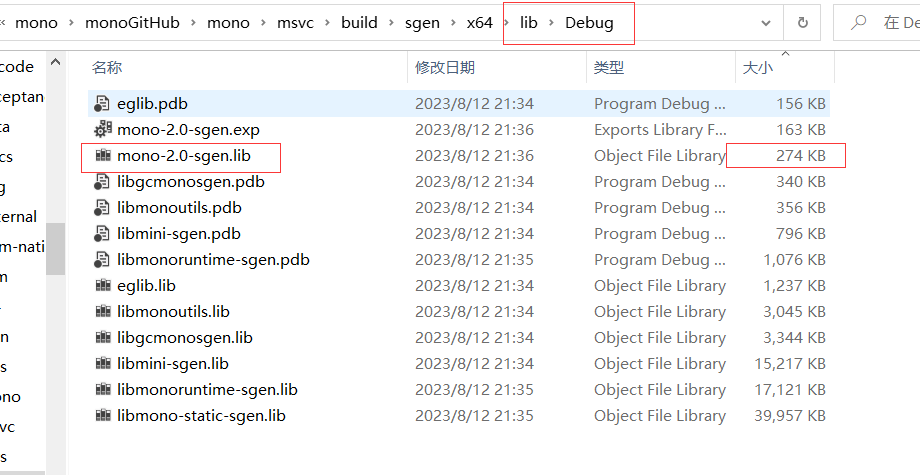 « mono > monoGitHub > mono > msvc > build > sgen > x64 > lib > Debug 在 De
名称 修改日期 类型 大小
code
ceptan
ta
cs
g
ternal
m-nati
m
n
s
ono
vc
s
eglib.pdb 2023/8/12 21:34 Program Debug ... 156 KB
mono-2.0-sgen.exp 2023/8/12 21:36 Exports Library F... 163 KB
mono-2.0-sgen.lib 2023/8/12 21:36 Object File Library 274 KB
libgcmonosgen.pdb 2023/8/12 21:34 Program Debug ... 340 KB
libmonoutils.pdb 2023/8/12 21:34 Program Debug ... 356 KB
libmini-sgen.pdb 2023/8/12 21:34 Program Debug ... 796 KB
libmonoruntime-sgen.pdb 2023/8/12 21:35 Program Debug ... 1,076 KB
eglib.lib 2023/8/12 21:34 Object File Library 1,237 KB
libmonoutils.lib 2023/8/12 21:34 Object File Library 3,045 KB
libgcmonosgen.lib 2023/8/12 21:34 Object File Library 3,344 KB
libmini-sgen.lib 2023/8/12 21:34 Object File Library 15,217 KB
libmonoruntime-sgen.lib 2023/8/12 21:35 Object File Library 17,121 KB
libmono-static-sgen.lib 2023/8/12 21:35 Object File Library 39,957 KB